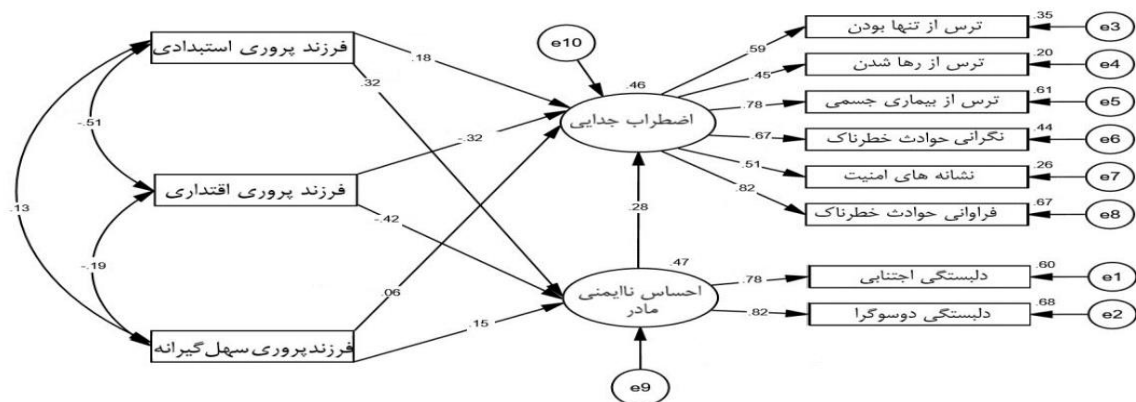 فرزند پروری استبدادی
فرزند پروری اقتداری
فرزندپروری سهل‌گیرانه
-.51
-.19
.13
.18
.32
-.32
-.42
.06
.15
e10
.46
اضطراب جدایی
.28
.47
احساس ناایمنی
مادر
e9
.59
.45
.78
.67
.51
.82
ترس از تنها بودن
.35
e3
ترس از رها شدن
.20
e4
ترس از بیماری جسمی
.61
e5
نگرانی حوادث خطرناک
.44
e6
نشانه های امنیت
.26
e7
فراوانی حوادث خطرناک
.67
e8
.78
.82
دلبستگی اجتنابی
.60
e1
دلبستگی دوسوگرا
.68
e2